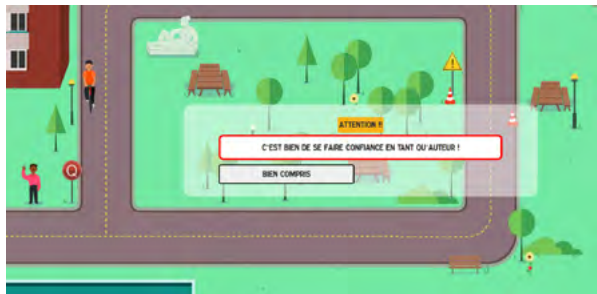 ATTENTION !!
C'EST BIEN DE SE FAIRE CONFIANCE EN TANT QU'AUTEUR !
BIEN COMPRIS